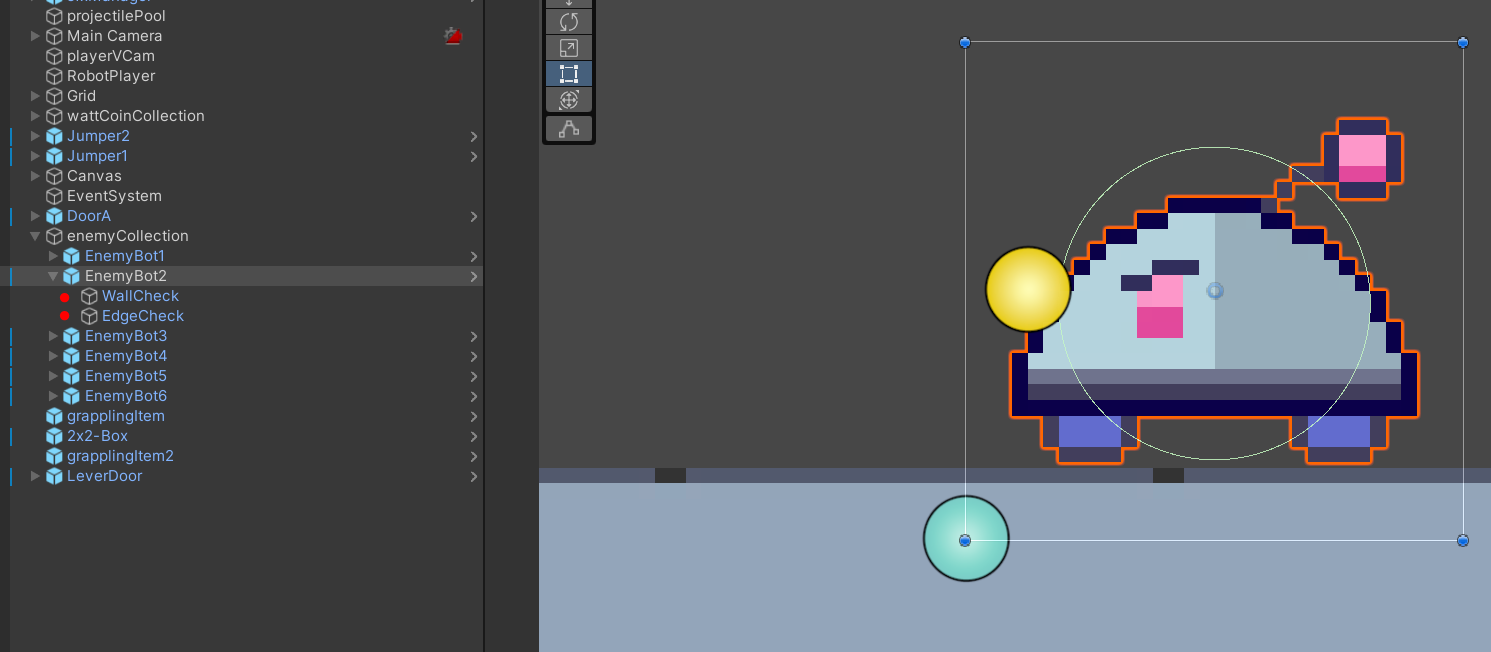 projectilePool
Main Camera
playerVCam
RobotPlayer
Grid
wattCoinCollection
Jumper2
Jumper1
Canvas
EventSystem
DoorA
enemyCollection
EnemyBot1
EnemyBot2
WallCheck
EdgeCheck
EnemyBot3
EnemyBot4
EnemyBot5
EnemyBot6
grapplingItem
2x2-Box
grapplingItem2
LeverDoor